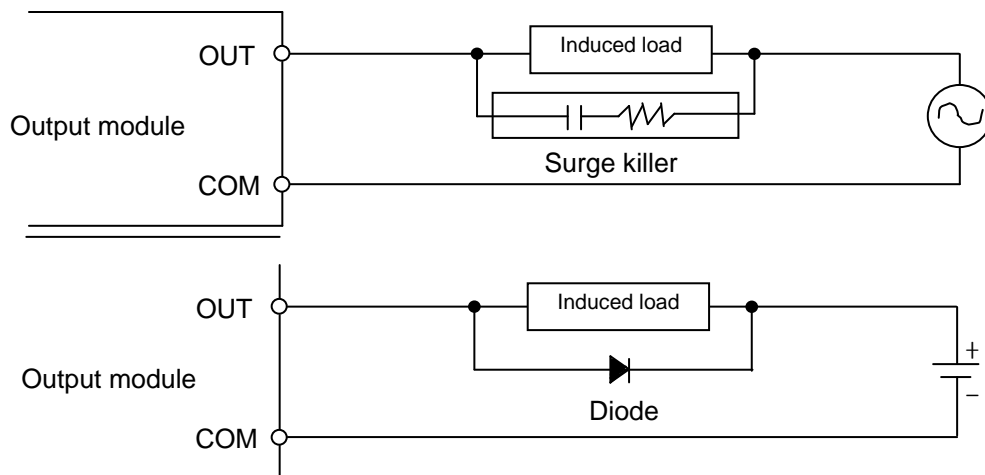 OUT
Induced load
Output module
Surge killer
COM
OUT
Induced load
+
Output module
−
Diode
COM